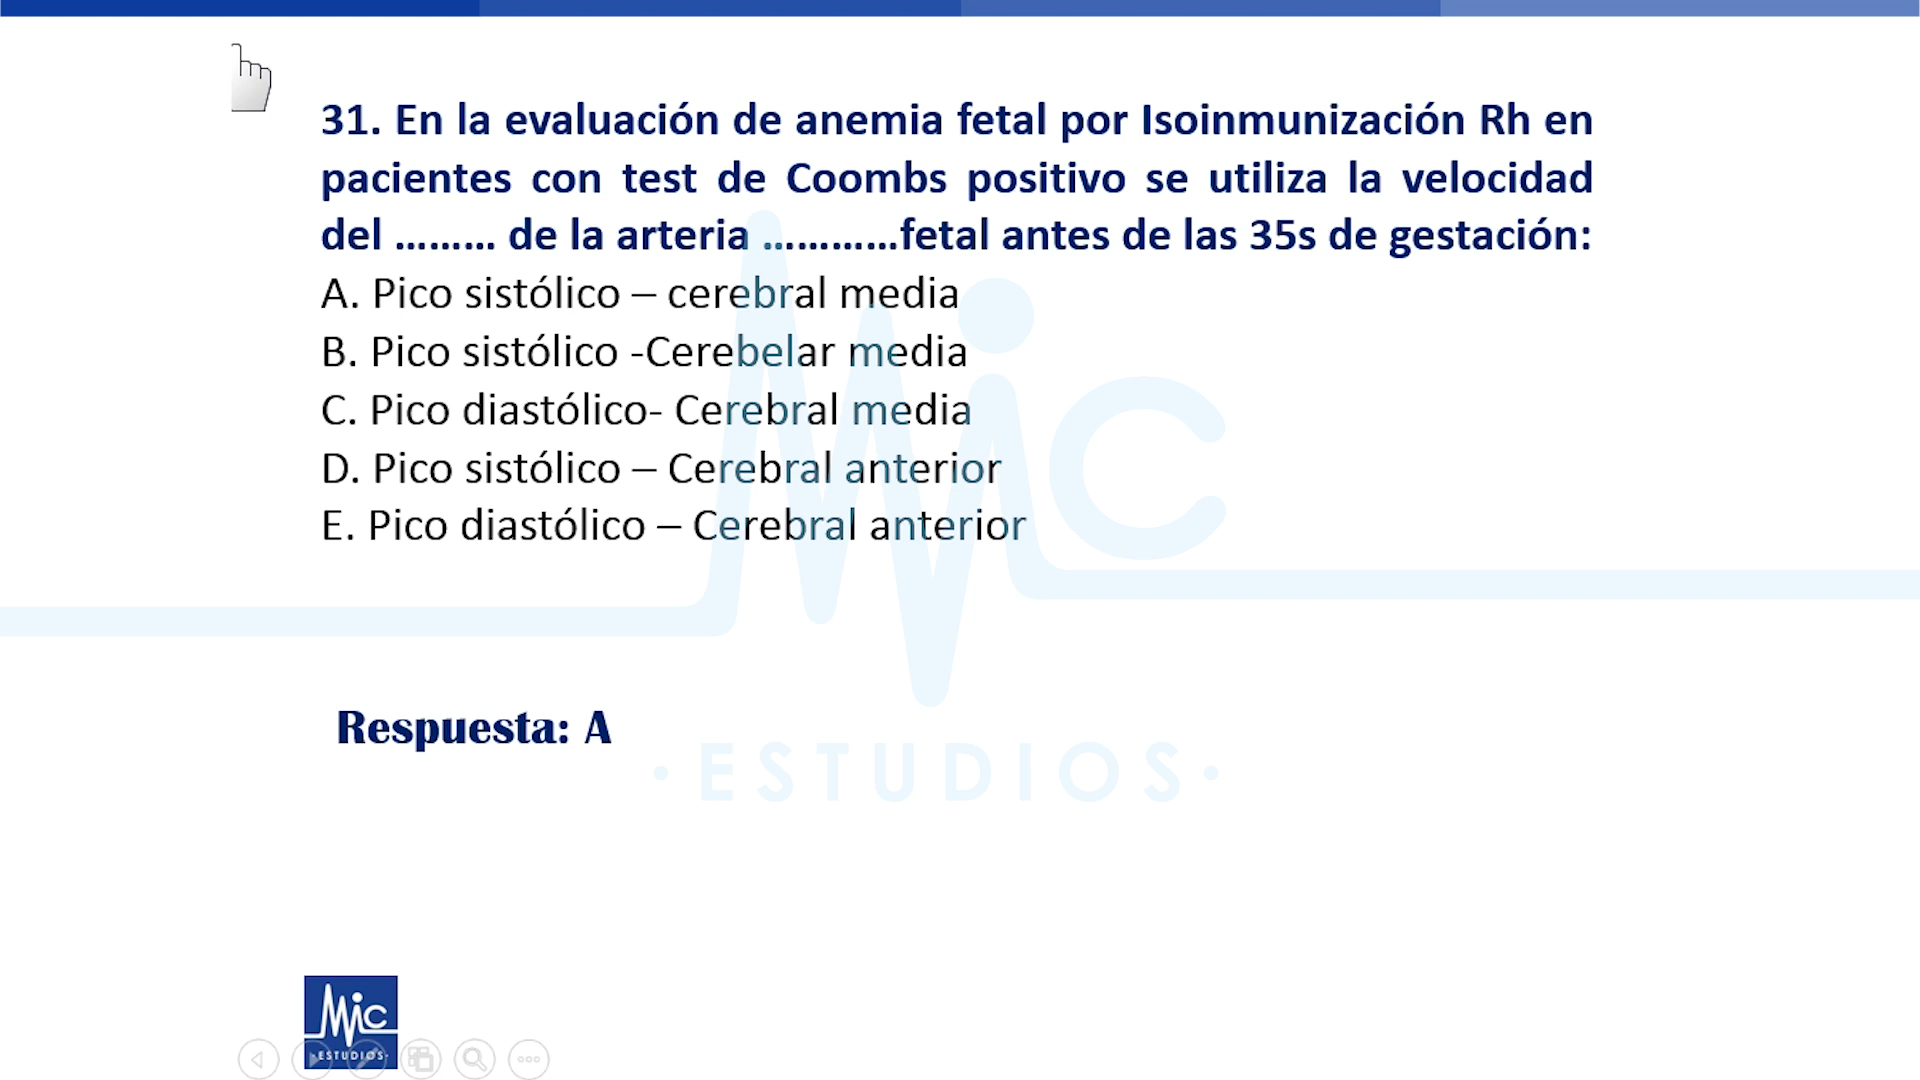 31. En la evaluación de anemia fetal por Isoinmunización Rh en
pacientes con test de Coombs positivo se utiliza la velocidad
del ……… de la arteria …………fetal antes de las 35s de gestación:
A. Pico sistólico – cerebral media
B. Pico sistólico -Cerebelar media
C. Pico diastólico- Cerebral media
D. Pico sistólico – Cerebral anterior
E. Pico diastólico – Cerebral anterior
Mic
Respuesta: A
· ESTUDIOS ·
Mic
·ESTUDIOS·